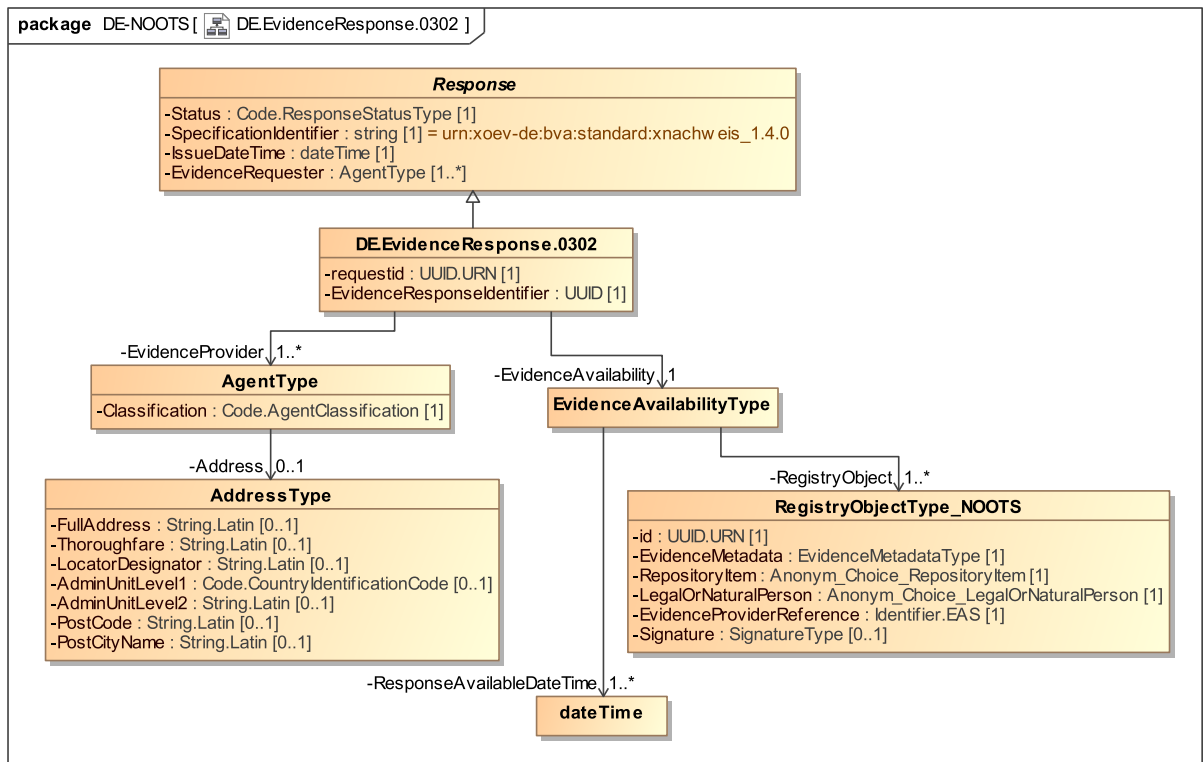 package DE-NOOTS [ DE.EvidenceResponse.0302 ]
Response
-Status : Code.ResponseStatusType [1]
-SpecificationIdentifier : string [1] = urn:xoev-de:bva:standard:xnachweis_1.4.0
-IssueDateTime : dateTime [1]
-EvidenceRequester : AgentType [1..*]
DE.EvidenceResponse.0302
-requestid : UUID.URN [1]
-EvidenceResponseIdentifier : UUID [1]
-EvidenceProvider 1..*
AgentType
-Classification : Code.AgentClassification [1]
-EvidenceAvailability 1
EvidenceAvailabilityType
-Address 0..1
AddressType
-FullAddress : String.Latin [0..1]
-Thoroughfare : String.Latin [0..1]
-LocatorDesignator : String.Latin [0..1]
-AdminUnitLevel1 : Code.CountryIdentificationCode [0..1]
-AdminUnitLevel2 : String.Latin [0..1]
-PostCode : String.Latin [0..1]
-PostCityName : String.Latin [0..1]
-RegistryObject 1..*
RegistryObjectType_NOOTS
-id : UUID.URN [1]
-EvidenceMetadata : EvidenceMetadataType [1]
-RepositoryItem : Anonym_Choice_RepositoryItem [1]
-LegalOrNaturalPerson : Anonym_Choice_LegalOrNaturalPerson [1]
-EvidenceProviderReference : Identifier.EAS [1]
-Signature : SignatureType [0..1]
-ResponseAvailableDateTime 1..*
dateTime